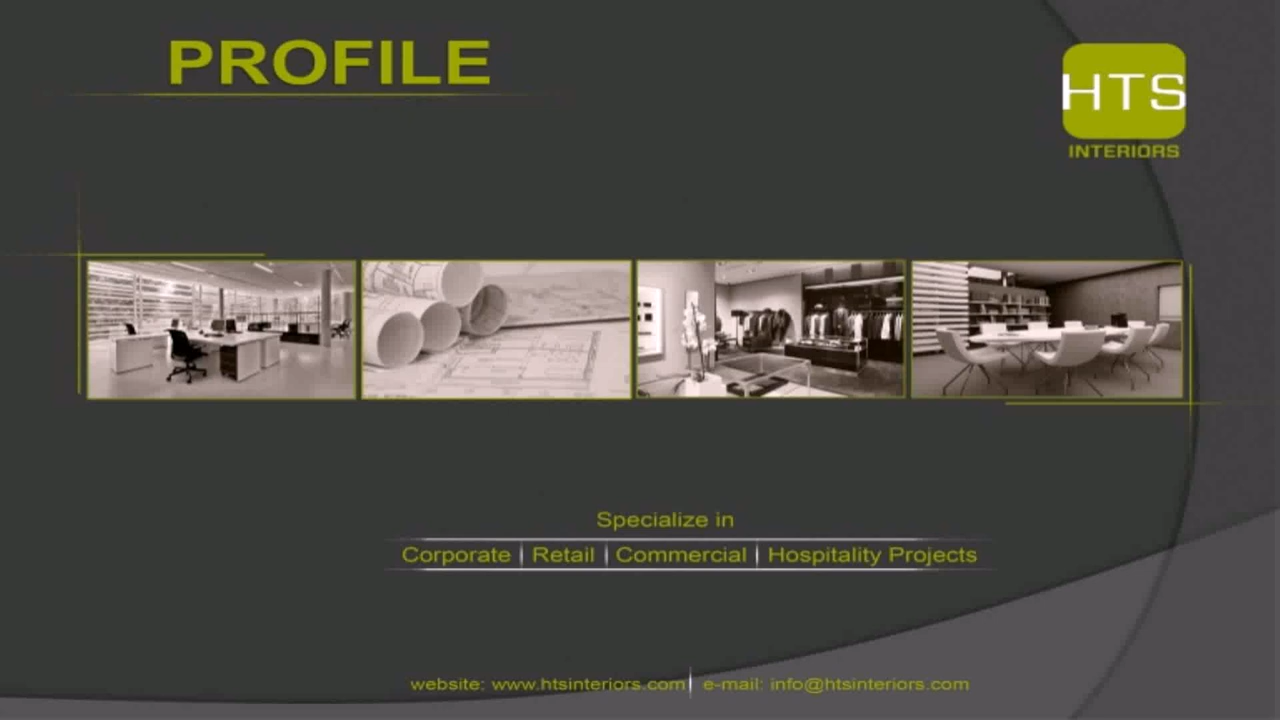 PROFILE
HTS
INTERIORS
Specialize in
Corporate | Retail | Commercial | Hospitality Projects
website: www.htsinteriors.com | e-mail: info@htsinteriors.com